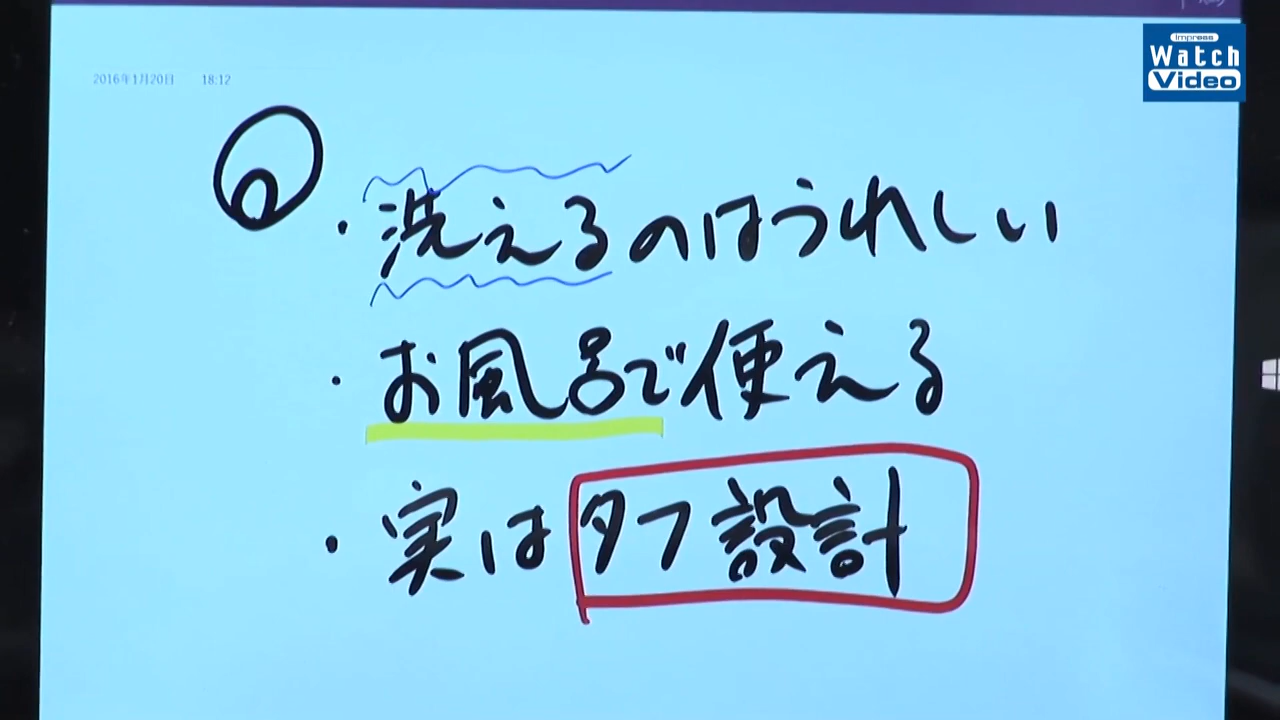 impress
Watch
Video
2016年1月20日 18:12
・洗えるのはうれしい
・お風呂で使える
・実はタフ設計